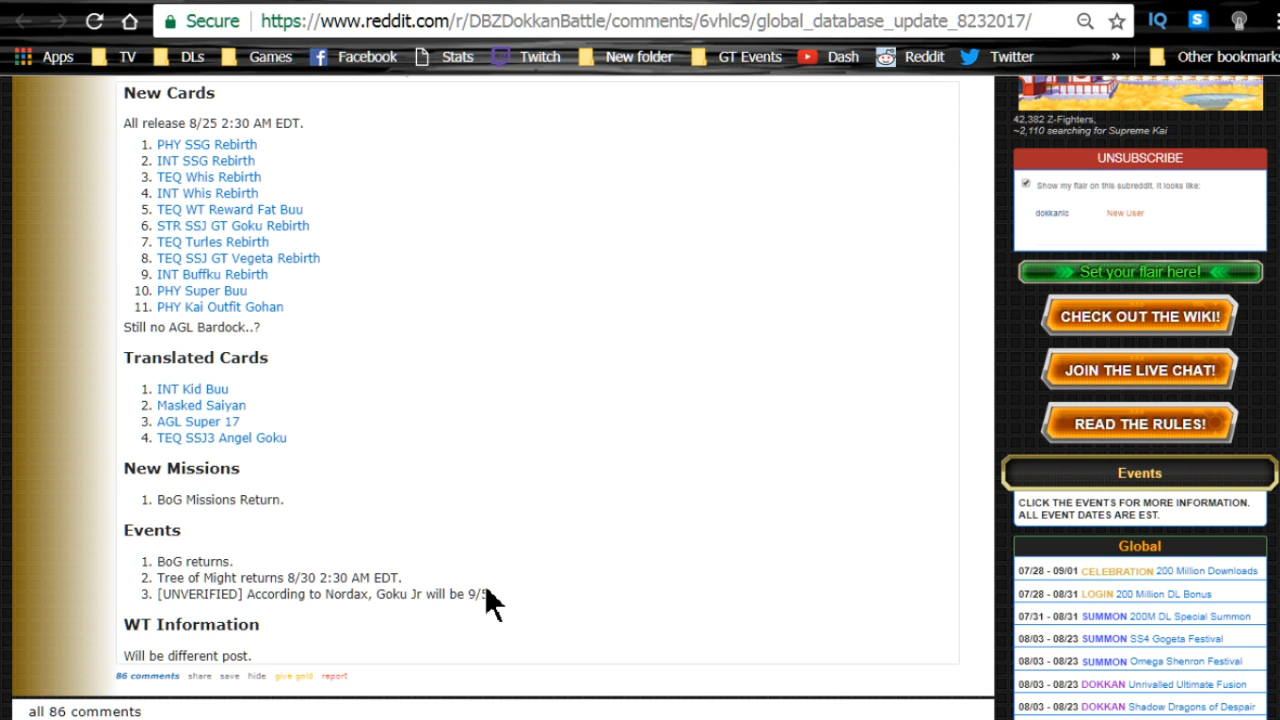 Secure https://www.reddit.com/r/DBZDokkanBattle/comments/6vhlc9/global_database_update_8232017/
Apps TV DLs Games Facebook Stats Twitch New folder GT Events Dash Reddit Twitter » Other bookmarks
New Cards
All release 8/25 2:30 AM EDT.
1. PHY SSG Rebirth
2. INT SSG Rebirth
3. TEQ Whis Rebirth
4. INT Whis Rebirth
5. TEQ WT Reward Fat Buu
6. STR SSJ GT Goku Rebirth
7. TEQ Turles Rebirth
8. TEQ SSJ GT Vegeta Rebirth
9. INT Buffku Rebirth
10. PHY Super Buu
11. PHY Kai Outfit Gohan
Still no AGL Bardock..?
Translated Cards
1. INT Kid Buu
2. Masked Saiyan
3. AGL Super 17
4. TEQ SSJ3 Angel Goku
New Missions
1. BoG Missions Return.
Events
1. BoG returns.
2. Tree of Might returns 8/30 2:30 AM EDT.
3. [UNVERIFIED] According to Nordax, Goku Jr will be 9/5
WT Information
Will be different post.
86 comments share save hide give gold report
all 86 comments
42,382 Z-Fighters,
~2,110 searching for Supreme Kai
UNSUBSCRIBE
Show my flair on this subreddit. It looks like:
dokkanic New User
Set your flair here!
CHECK OUT THE WIKI!
JOIN THE LIVE CHAT!
READ THE RULES!
Events
CLICK THE EVENTS FOR MORE INFORMATION.
ALL EVENT DATES ARE EST.
Global
07/28 - 09/01 CELEBRATION 200 Million Downloads
07/28 - 08/31 LOGIN 200 Million DL Bonus
07/31 - 08/31 SUMMON 200M DL Special Summon
08/03 - 08/23 SUMMON SS4 Gogeta Festival
08/03 - 08/23 SUMMON Omega Shenron Festival
08/03 - 08/23 DOKKAN Unrivalled Ultimate Fusion
08/03 - 08/23 DOKKAN Shadow Dragons of Despair